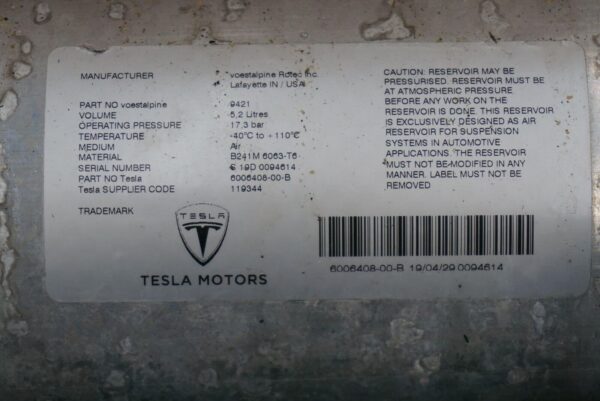 MANUFACTURER voestalpine Rotec Inc.
Lafayette IN / USA
PART NO voestalpine 9421
VOLUME 5,2 Litres
OPERATING PRESSURE 17,3 bar
TEMPERATURE -40°C to +110°C
MEDIUM Air
MATERIAL B241M 6063-T6
SERIAL NUMBER S 19D 0094614
PART NO Tesla 6006408-00-B
Tesla SUPPLIER CODE 119344
TRADEMARK
TESLA
TESLA MOTORS
CAUTION: RESERVOIR MAY BE
PRESSURISED. RESERVOIR MUST BE
AT ATMOSPHERIC PRESSURE
BEFORE ANY WORK ON THE
RESERVOIR IS DONE. THIS RESERVOIR
IS EXCLUSIVELY DESIGNED AS AIR
RESERVOIR FOR SUSPENSION
SYSTEMS IN AUTOMOTIVE
APPLICATIONS. THE RESERVOIR
MUST NOT BE MODIFIED IN ANY
MANNER. LABEL MUST NOT BE
REMOVED
6006408-00-B 19/04/29 0094614